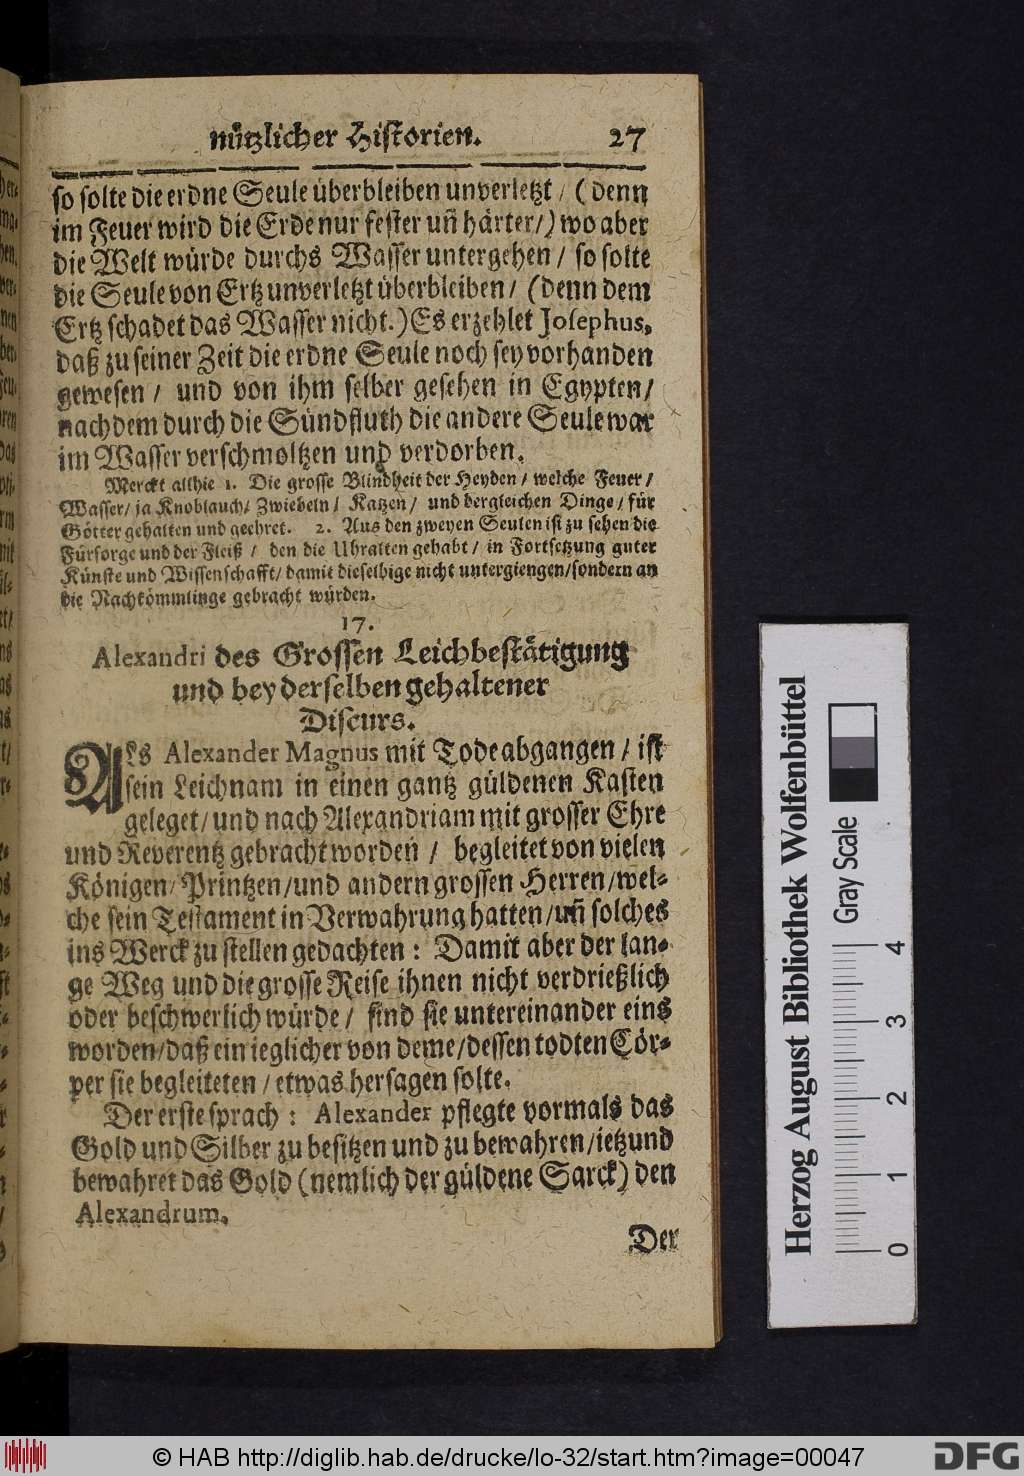 nützlicher Historien. 27
so solte die erdne Seule überbleiben unverletzt / (denn
im Feuer wird die Erde nur fester uñ härter/) wo aber
die Welt würde durchs Wasser untergehen / so solte
die Seule von Ertz unverletzt überbleiben / (denn dem
Ertz schadet das Wasser nicht.) Es erzehlet Josephus,
daß zu seiner Zeit die erdne Seule noch sey vorhanden
gewesen / und von ihm selber gesehen in Egypten /
nachdem durch die Sündfluth die andere Seule war
im Wasser verschmoltzen und verdorben.
Merckt allhie 1. Die grosse Blindheit der Heyden / welche Feuer /
Wasser / ja Knoblauch / Zwiebeln / Katzen / und dergleichen Dinge / für
Götter gehalten und geehret. 2. Aus den zweyen Seulen ist zu sehen die
Fürsorge und der Fleiß / den die Uhralten gehabt / in Fortsetzung guter
Künste und Wissenschafft / damit dieselbige nicht untergiengen / sondern an
die Nachkömmlinge gebracht würden.
17.
Alexandri des Grossen Leichbestätigung
und bey derselben gehaltener
Discurs.
Als Alexander Magnus mit Tode abgangen / ist
sein Leichnam in einen gantz güldenen Kasten
geleget / und nach Alexandriam mit grosser Ehre
und Reverentz gebracht worden / begleitet von vielen
Königen / Printzen / und andern grossen Herren / wel-
che sein Testament in Verwahrung hatten / uñ solches
ins Werck zu stellen gedachten : Damit aber der lan-
ge Weg und die grosse Reise ihnen nicht verdrießlich
oder beschwerlich würde / sind sie untereinander eins
worden / daß ein ieglicher von deme / dessen todten Cör-
per sie begleiteten / etwas hersagen solte.
Der erste sprach : Alexander pflegte vormals das
Gold und Silber zu besitzen und zu bewahren / ietzund
bewahret das Gold (nemlich der güldene Sarck) den
Alexandrum.
Der
Herzog August Bibliothek Wolfenbüttel
Gray Scale
0 1 2 3 4
© HAB http://diglib.hab.de/drucke/lo-32/start.htm?image=00047
DFG